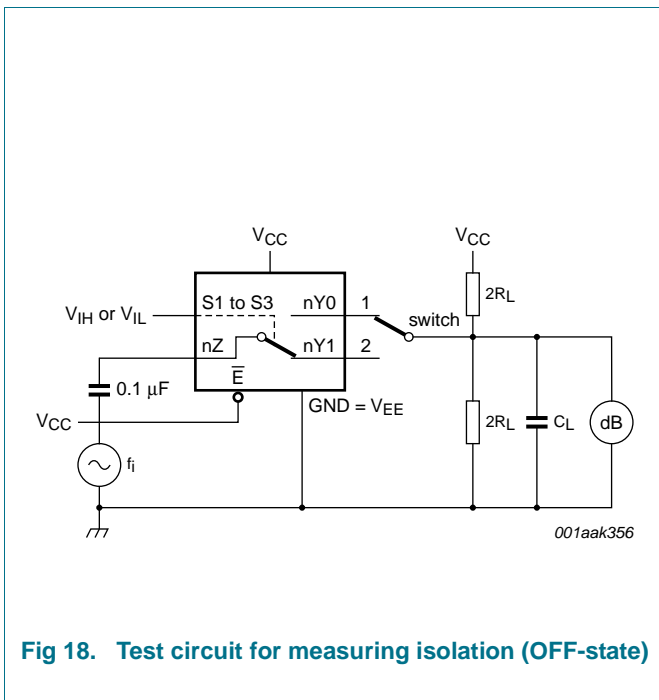 VCC VCC
2RL
VIH or VIL S1 to S3 nY0 1
switch
nZ nY1 2
E̅
0.1 μF
GND = VEE
VCC 2RL CL dB
fi
001aak356
Fig 18. Test circuit for measuring isolation (OFF-state)